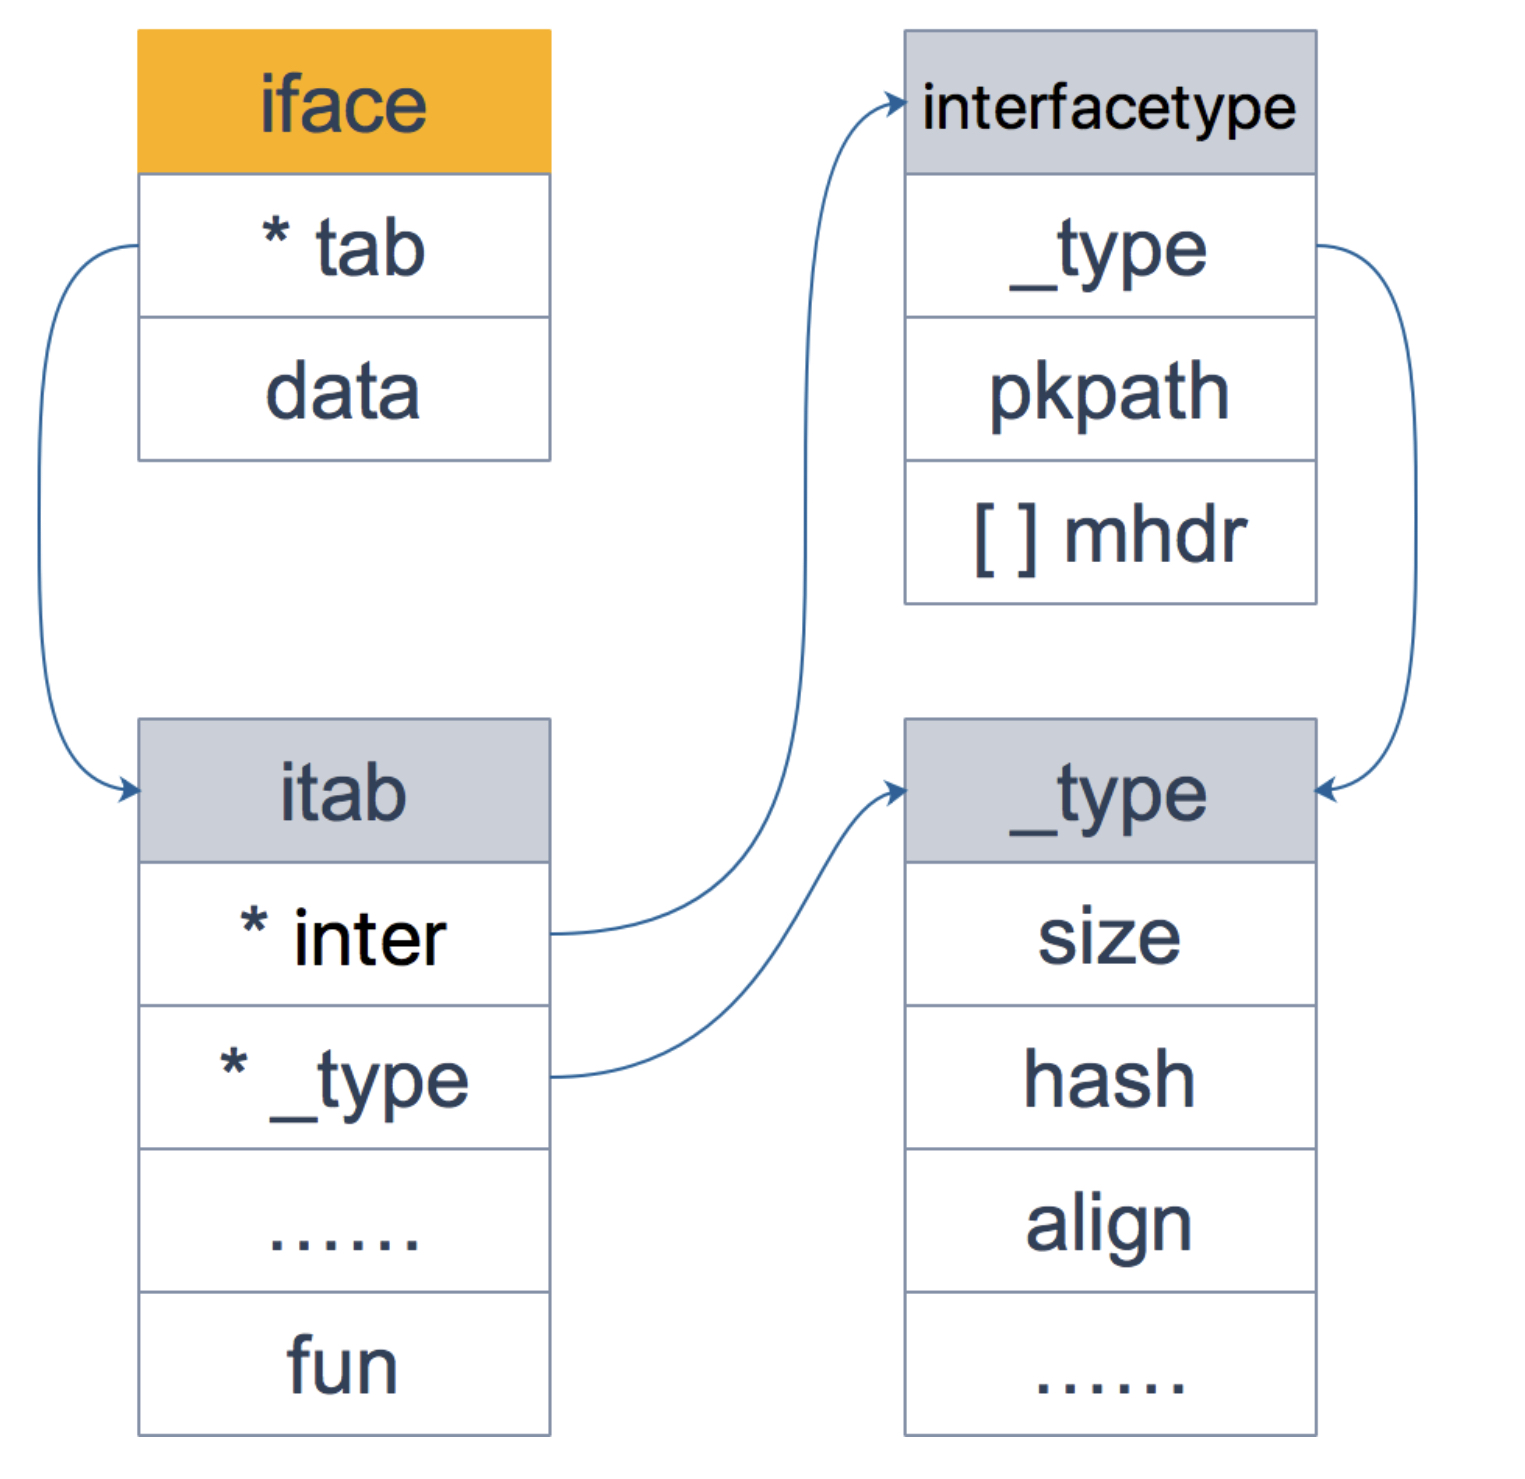 iface
* tab
data
interfacetype
_type
pkpath
[ ] mhdr
itab
* inter
* _type
......
fun
_type
size
hash
align
......